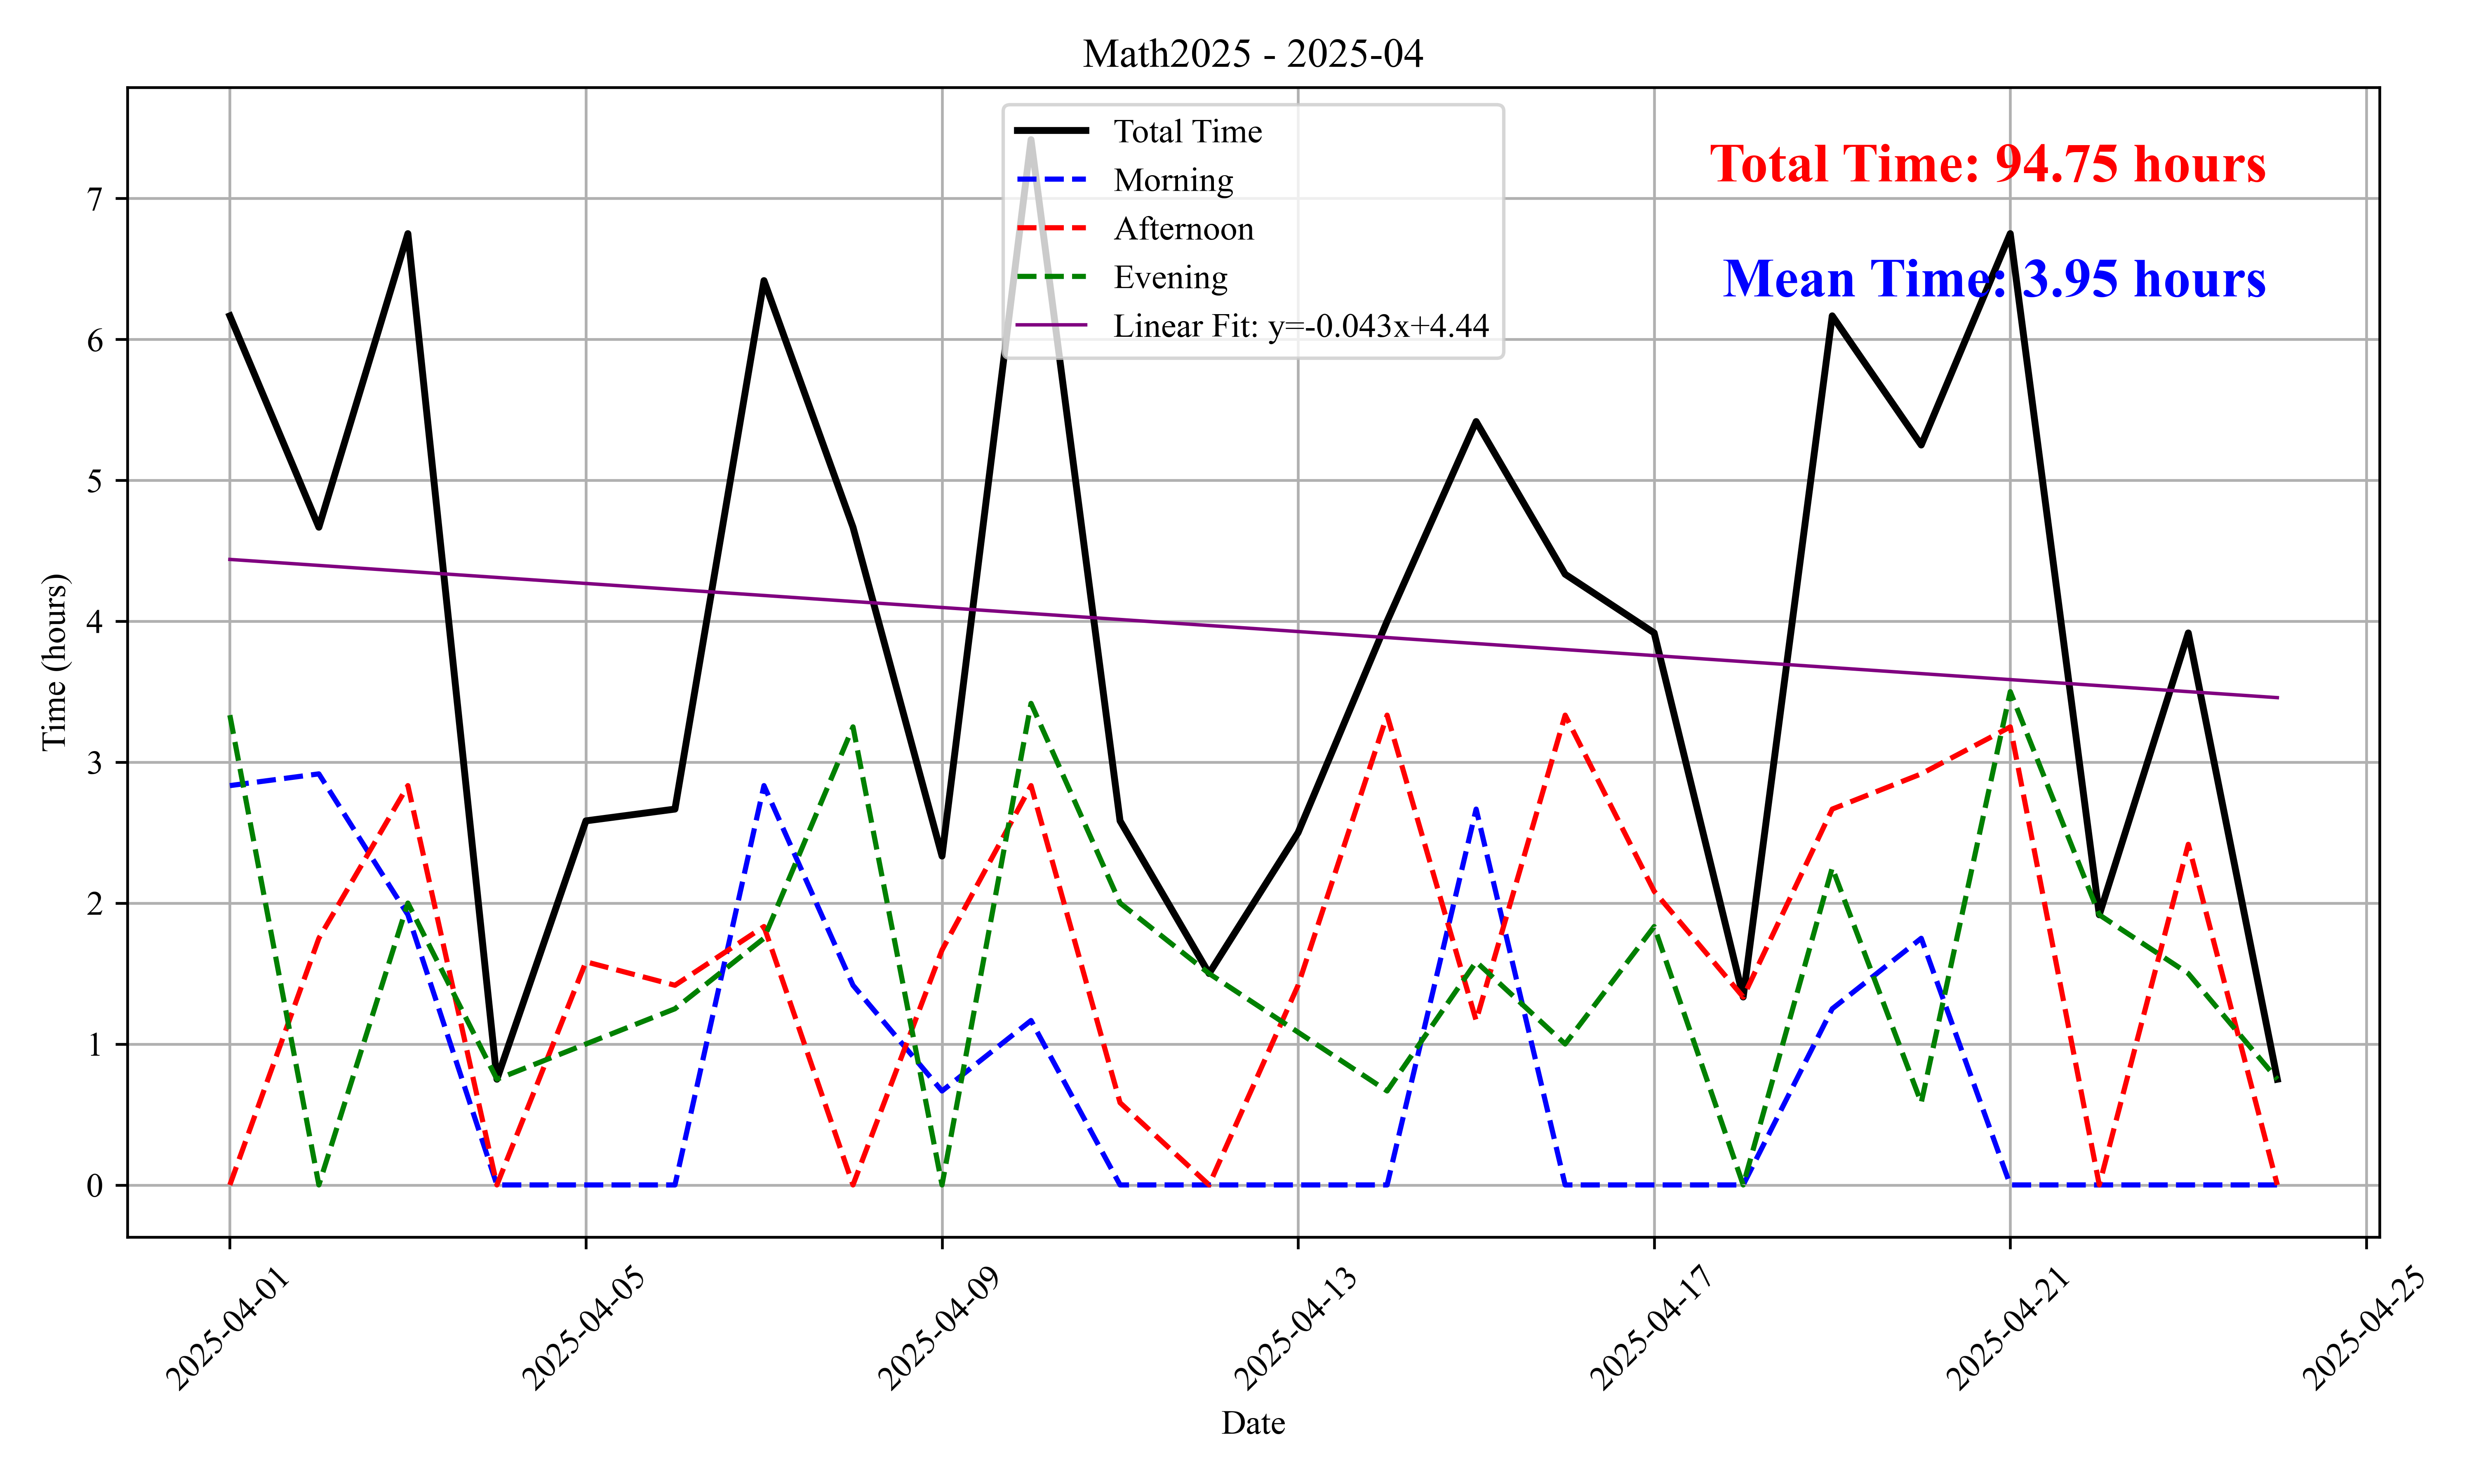 Math2025 - 2025-04
Total Time
Morning
Afternoon
Evening
Linear Fit: y=-0.043x+4.44
Total Time: 94.75 hours
Mean Time: 3.95 hours
Time (hours)
7
6
5
4
3
2
1
0
2025-04-01
2025-04-05
2025-04-09
2025-04-13
2025-04-17
2025-04-21
2025-04-25
Date